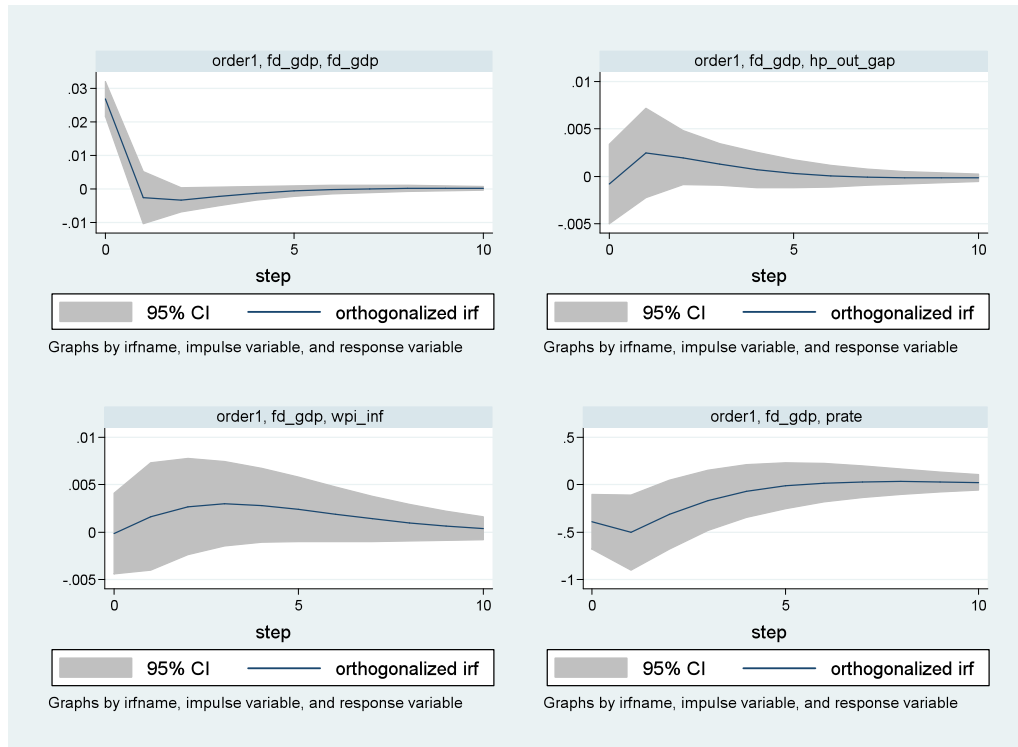 order1, fd_gdp, fd_gdp
.03
.02
.01
0
-.01
0 5 10
step
95% CI orthogonalized irf
Graphs by irfname, impulse variable, and response variable
order1, fd_gdp, hp_out_gap
.01
.005
0
-.005
0 5 10
step
95% CI orthogonalized irf
Graphs by irfname, impulse variable, and response variable
order1, fd_gdp, wpi_inf
.01
.005
0
-.005
0 5 10
step
95% CI orthogonalized irf
Graphs by irfname, impulse variable, and response variable
order1, fd_gdp, prate
.5
0
-.5
-1
0 5 10
step
95% CI orthogonalized irf
Graphs by irfname, impulse variable, and response variable